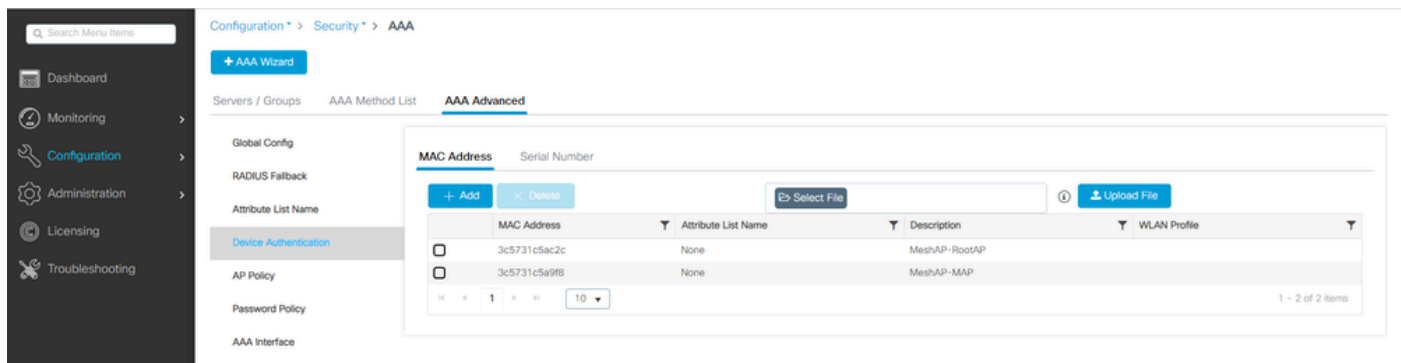 Search Menu Items
Dashboard
Monitoring
Configuration
Administration
Licensing
Troubleshooting
Configuration > Security > AAA
+ AAA Wizard
Servers / Groups AAA Method List AAA Advanced
Global Config
RADIUS Fallback
Attribute List Name
Device Authentication
AP Policy
Password Policy
AAA Interface
MAC Address Serial Number
+ Add × Delete Select File Upload File
MAC Address Attribute List Name Description WLAN Profile
3c5731c5ac2c None MeshAP-RootAP
3c5731c5a9f8 None MeshAP-MAP
1 10 1 - 2 of 2 items